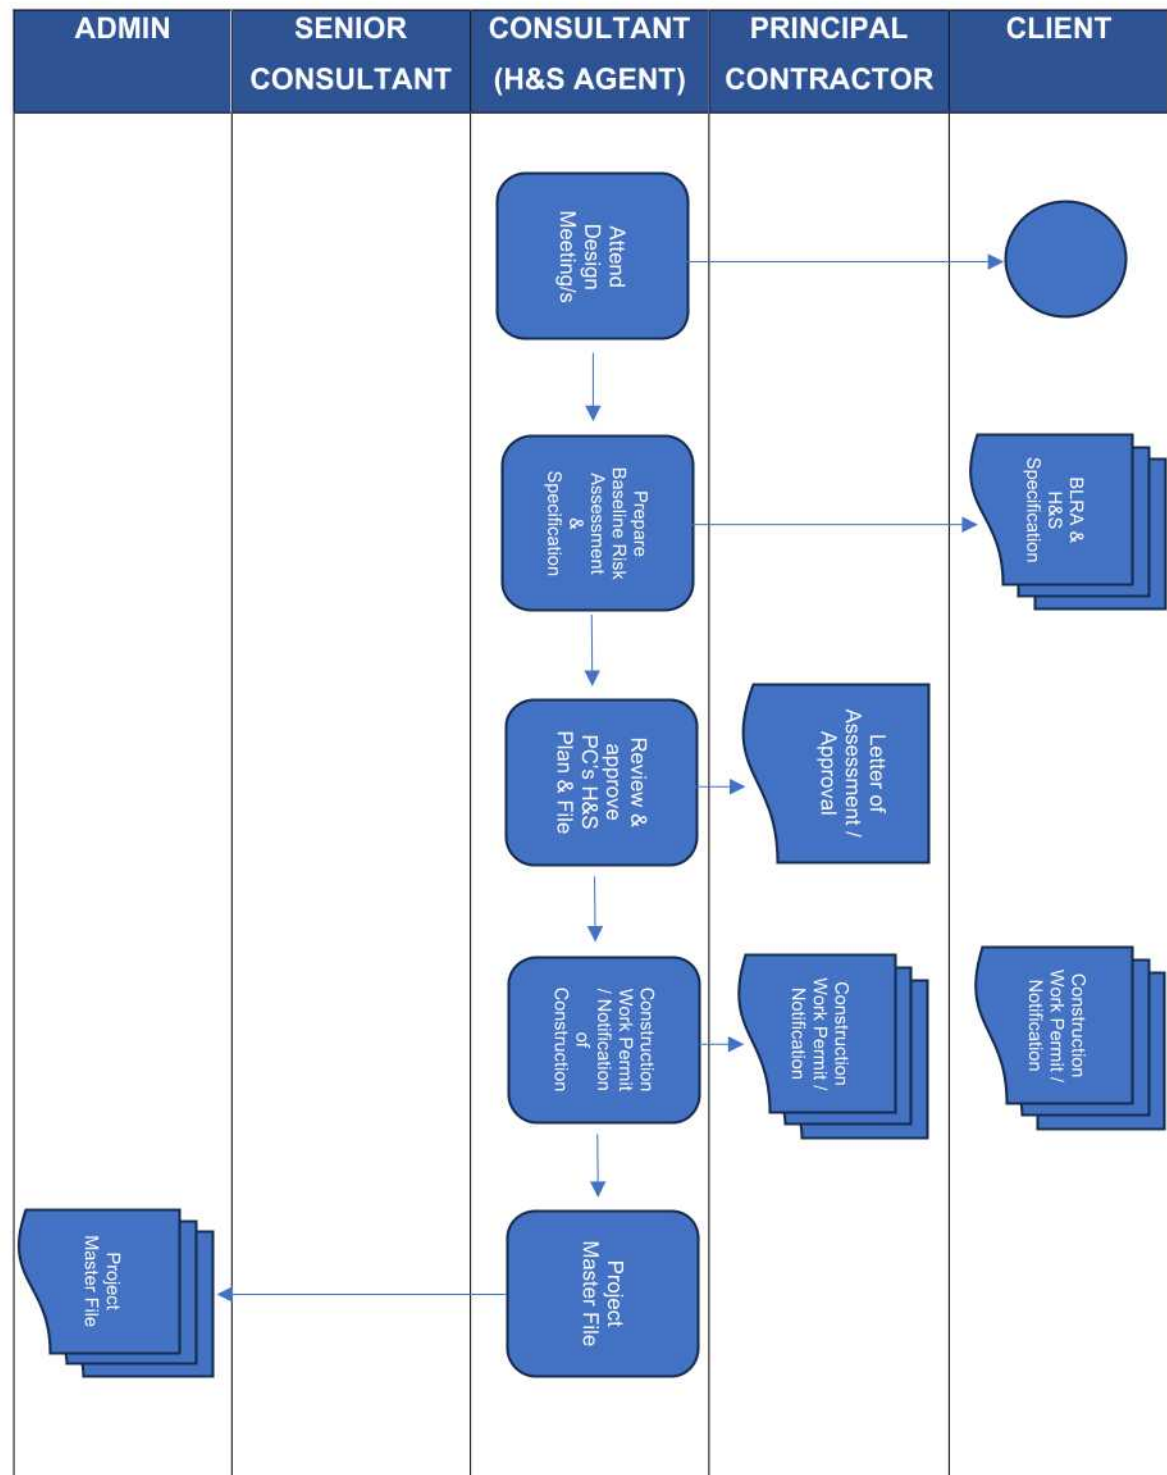 ADMIN
SENIOR
CONSULTANT
CONSULTANT
(H&S AGENT)
PRINCIPAL
CONTRACTOR
CLIENT
Attend
Design
Meeting/s
Prepare
Baseline Risk
Assessment
&
Specification
BLRA &
H&S
Specification
Review &
approve
PC's H&S
Plan & File
Letter of
Assessment /
Approval
Construction
Work Permit
/ Notification
of
Construction
Construction
Work Permit /
Notification
Construction
Work Permit /
Notification
Project
Master File
Project
Master File